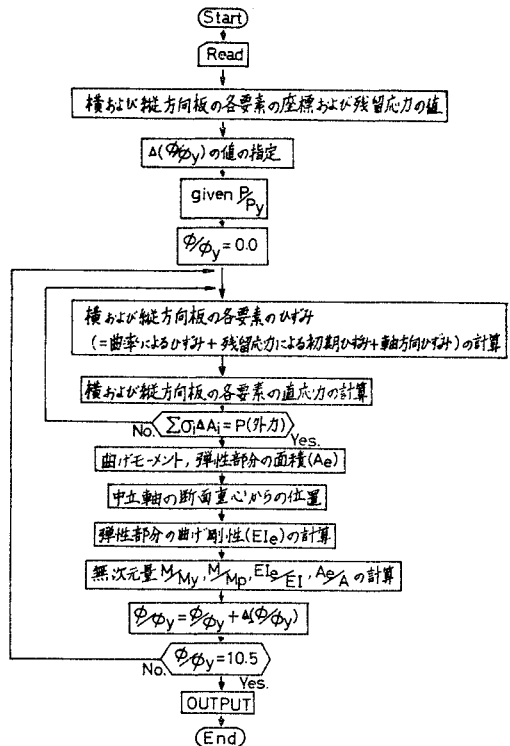 Start
Read
横および縦方向板の各要素の座標および残留応力の値
Δ(Φ/Φy)の値の指定
given P/Py
Φ/Φy = 0.0
横および縦方向板の各要素のひずみ
(=曲率によるひずみ+残留応力による初期ひずみ+軸方向ひずみ)の計算
横および縦方向板の各要素の直応力の計算
No. ΣσiΔAi = P(外力) Yes.
曲げモーメント, 弾性部分の面積(Ae)
中立軸の断面重心からの位置
弾性部分の曲げ剛性(EIe)の計算
無次元量 M/My, M/Mp, EIe/EI, Ae/A の計算
Φ/Φy = Φ/Φy + Δ(Φ/Φy)
No. Φ/Φy = 10.5 Yes.
OUTPUT
End